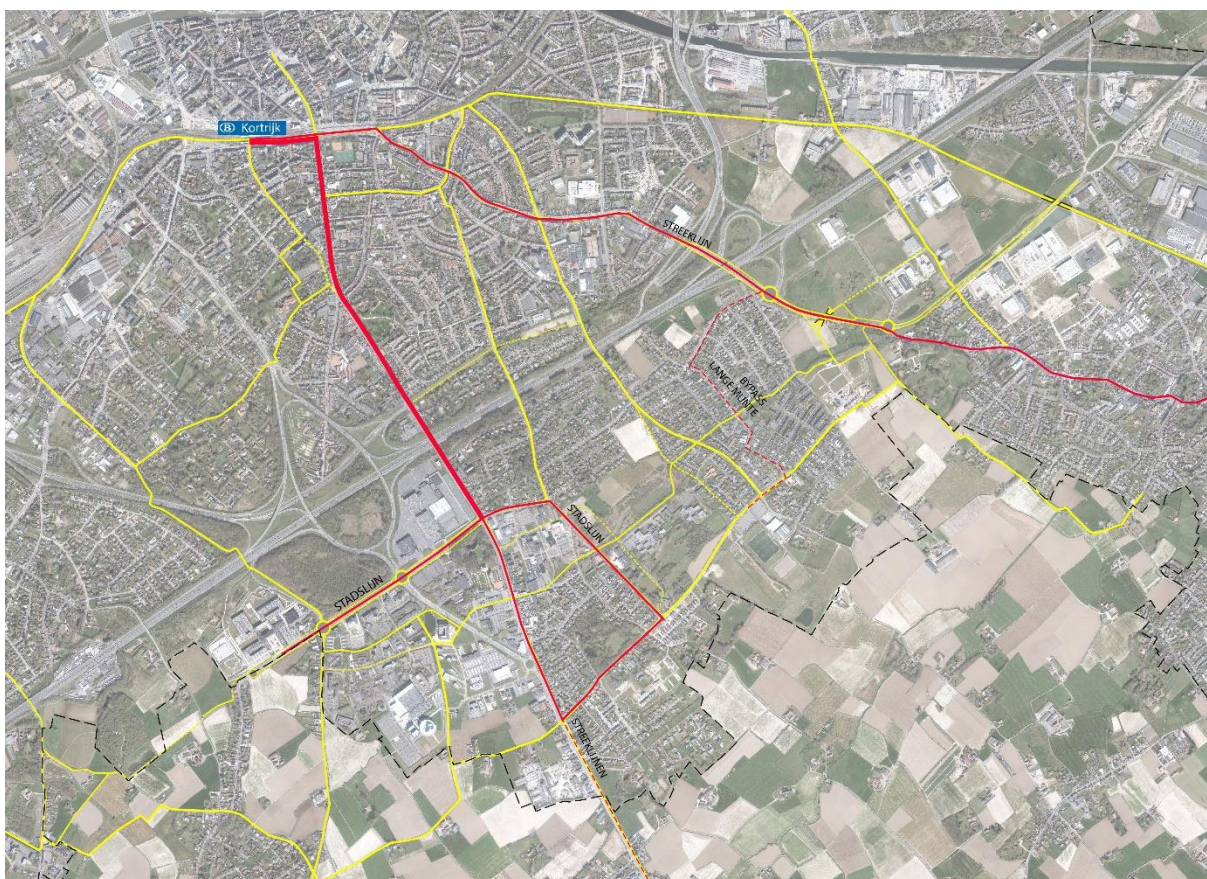 B Kortrijk
STREEKLIJN
BYPASS
LANGE MUNTE
STADSLIJN
STADSLIJN
STREEKLIJNEN